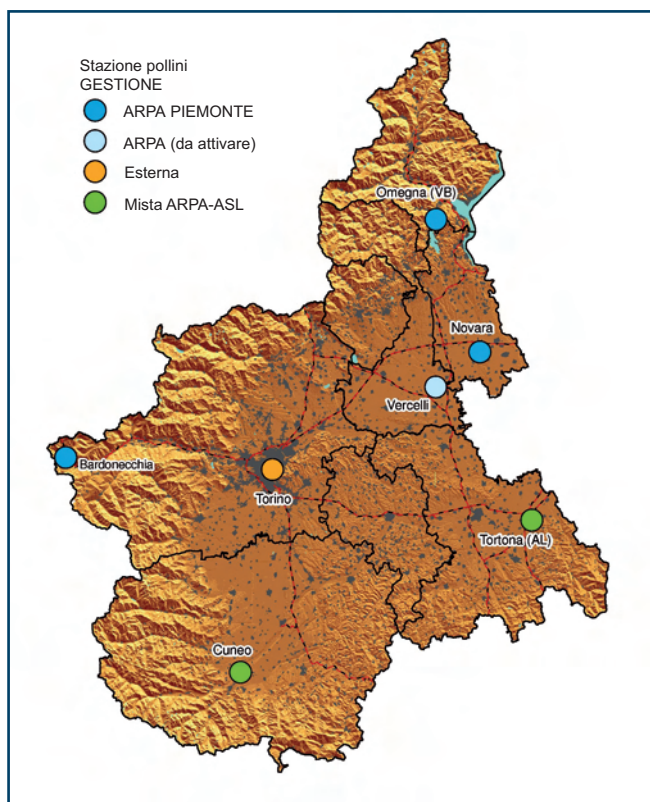 Stazione pollini
GESTIONE
ARPA PIEMONTE
ARPA (da attivare)
Esterna
Mista ARPA-ASL
Omegna (VB)
Novara
Vercelli
Bardonecchia
Torino
Tortona (AL)
Cuneo